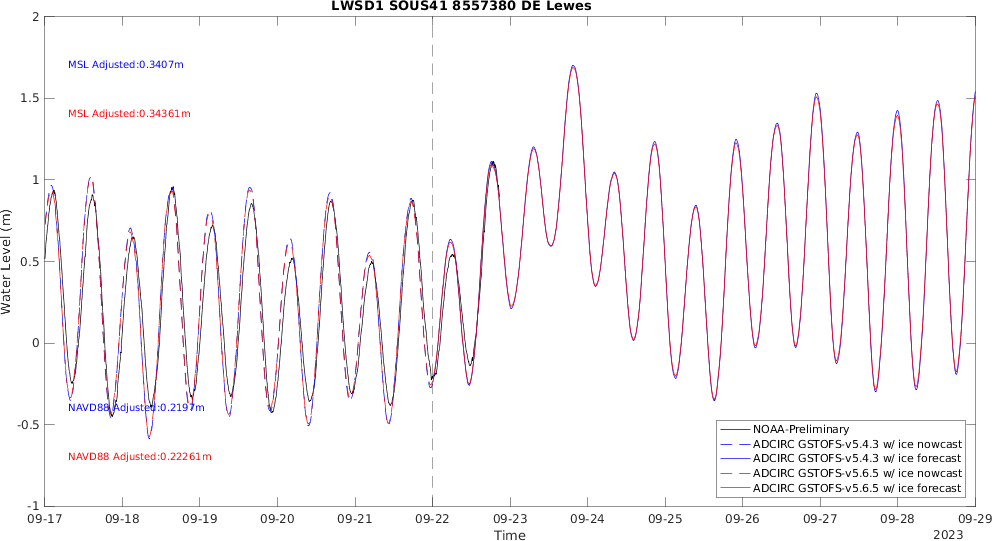 LWSD1 SOUS41 8557380 DE Lewes
2
1.5
1
0.5
0
-0.5
-1
Water Level (m)
MSL Adjusted:0.3407m
MSL Adjusted:0.34361m
NAVD88 Adjusted:0.2197m
NAVD88 Adjusted:0.22261m
NOAA-Preliminary
ADCIRC GSTOFS-v5.4.3 w/ ice nowcast
ADCIRC GSTOFS-v5.4.3 w/ ice forecast
ADCIRC GSTOFS-v5.6.5 w/ ice nowcast
ADCIRC GSTOFS-v5.6.5 w/ ice forecast
09-17 09-18 09-19 09-20 09-21 09-22 09-23 09-24 09-25 09-26 09-27 09-28 09-29
Time
2023